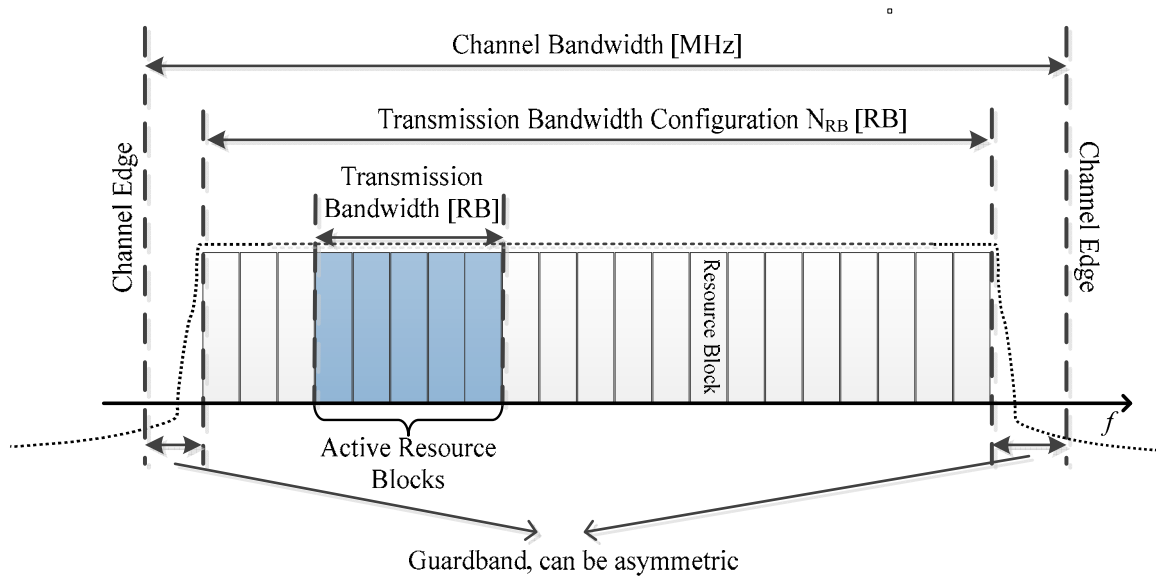 Channel Bandwidth [MHz]
Transmission Bandwidth Configuration NRB [RB]
Channel Edge
Transmission
Bandwidth [RB]
Channel Edge
Resource Block
f
Active Resource
Blocks
Guardband, can be asymmetric